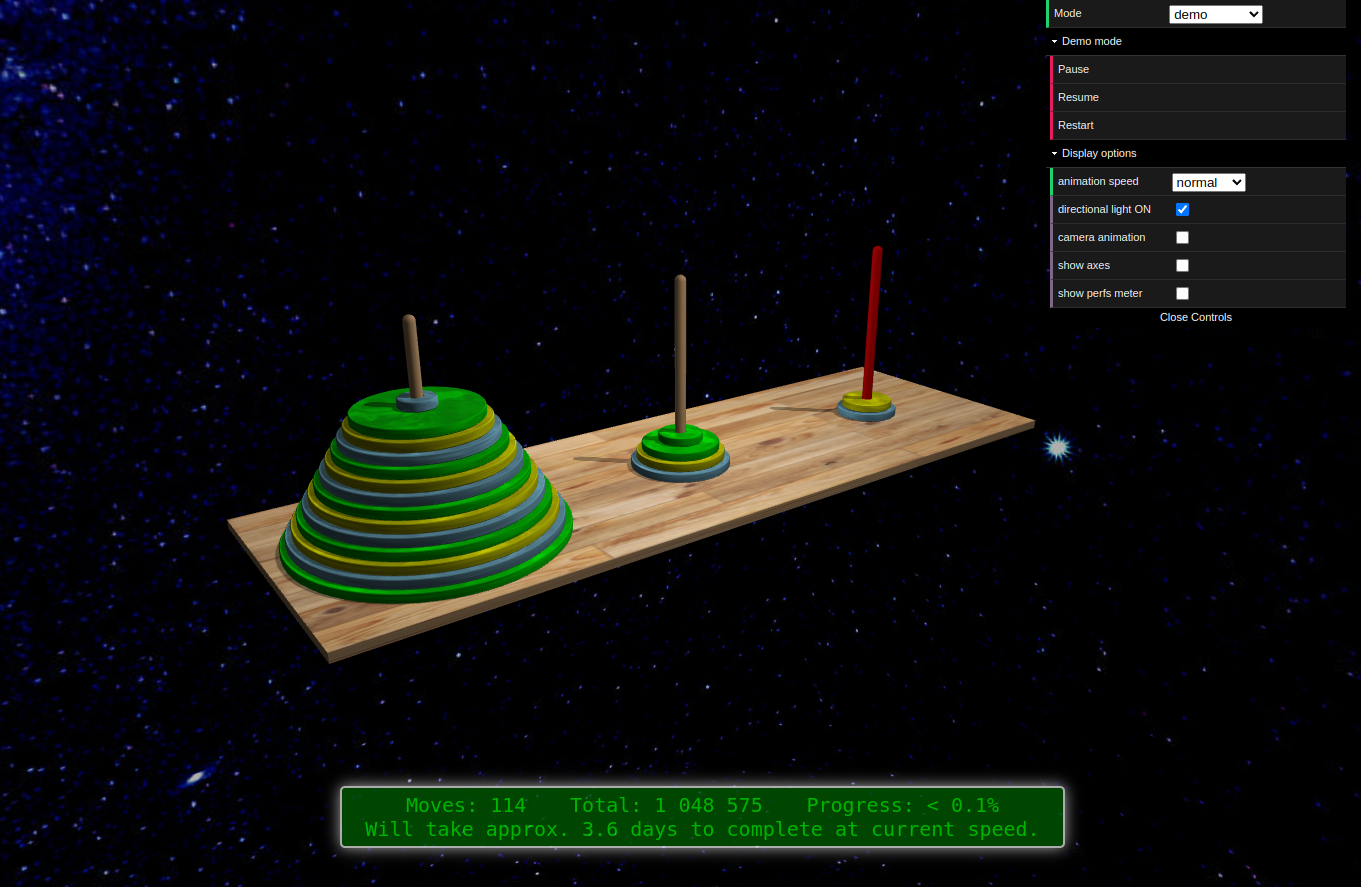 Mode demo
Demo mode
Pause
Resume
Restart
Display options
animation speed normal
directional light ON
camera animation
show axes
show perfs meter
Close Controls
Moves: 114 Total: 1 048 575 Progress: < 0.1%
Will take approx. 3.6 days to complete at current speed.